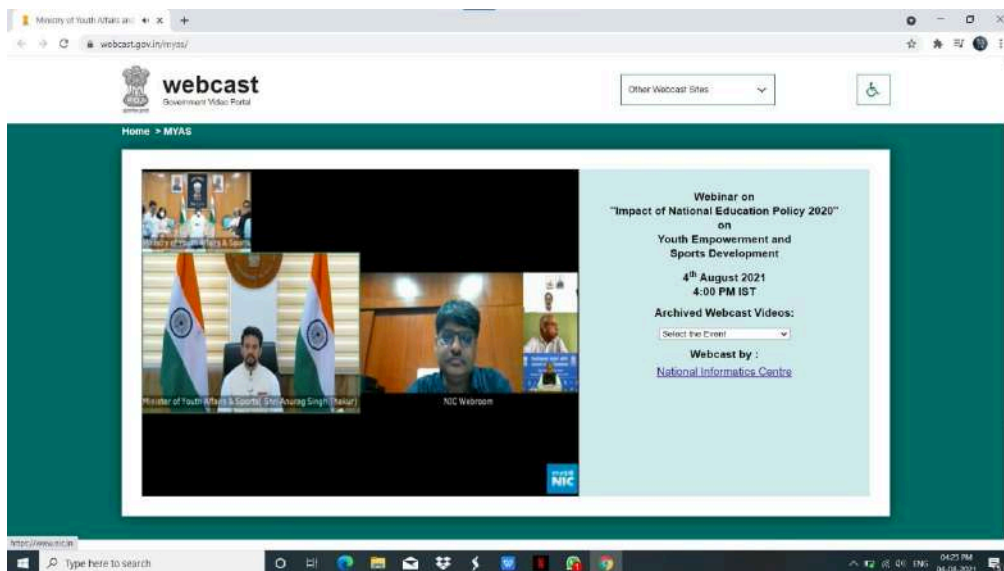 Ministry of Youth Affairs and
webcast.gov.in/myas/
webcast
Government Video Portal
Other Webcast Sites
Home > MYAS
Ministry of Youth Affairs & Sports
Minister of Youth Affairs & Sports( Shri Anurag Singh Thakur)
NIC Webroom
NIC
Webinar on
"Impact of National Education Policy 2020"
on
Youth Empowerment and
Sports Development
4th August 2021
4:00 PM IST
Archived Webcast Videos:
Select the Event
Webcast by :
National Informatics Centre
https://www.nic.in
Type here to search
ENG
04:23 PM
04-08-2021